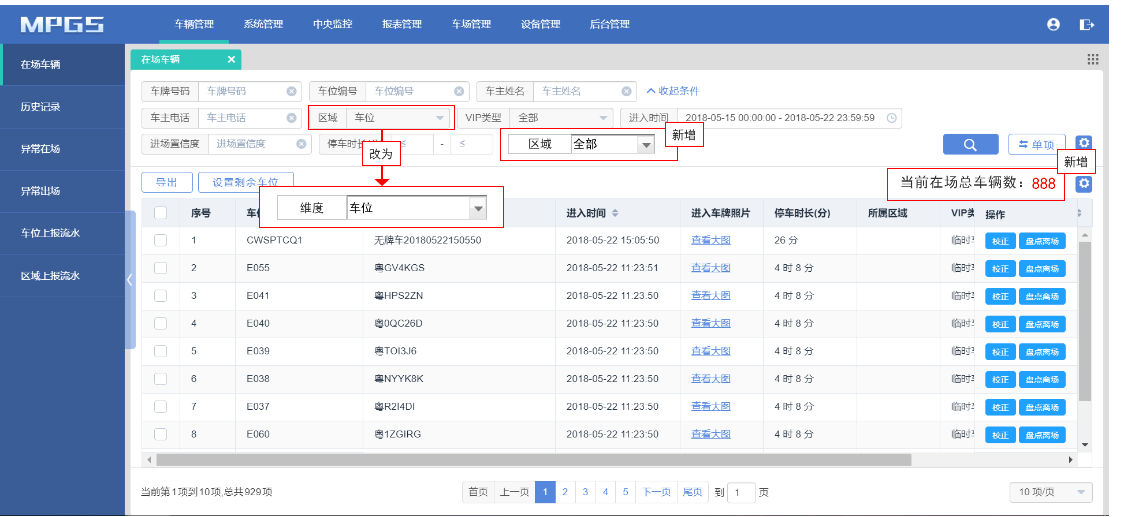 MPGS 车辆管理 系统管理 中央监控 报表管理 车场管理 设备管理 后台管理
在场车辆
历史记录
异常在场
异常出场
车位上报流水
区域上报流水
在场车辆 ×
车牌号码 车牌号码 车位编号 车位编号 车主姓名 车主姓名 收起条件
车主电话 车主电话 区域 车位 VIP类型 全部 进入时间 2018-05-15 00:00:00 - 2018-05-22 23:59:59
新增
进场置信度 进场置信度 停车时长 ≤ - ≤ 区域 全部 单项
改为
新增
导出 设置剩余车位 当前在场总车辆数：888
维度 车位
序号 进入时间 进入车牌照片 停车时长(分) 所属区域 VIP类 操作
1 CWSPTCQ1 无牌车20180522150550 2018-05-22 15:05:50 查看大图 26 分 临时车 校正 盘点离场
2 E055 粤GV4KGS 2018-05-22 11:23:51 查看大图 4 时 8 分 临时车 校正 盘点离场
3 E041 粤HPS2ZN 2018-05-22 11:23:50 查看大图 4 时 8 分 临时车 校正 盘点离场
4 E040 粤0QC26D 2018-05-22 11:23:50 查看大图 4 时 8 分 临时车 校正 盘点离场
5 E039 粤TOI3J6 2018-05-22 11:23:50 查看大图 4 时 8 分 临时车 校正 盘点离场
6 E038 粤NYYK8K 2018-05-22 11:23:50 查看大图 4 时 8 分 临时车 校正 盘点离场
7 E037 粤R2I4DI 2018-05-22 11:23:50 查看大图 4 时 8 分 临时车 校正 盘点离场
8 E060 粤1ZGIRG 2018-05-22 11:23:50 查看大图 4 时 8 分 临时车 校正 盘点离场
当前第1项到10项,总共929项 首页 上一页 1 2 3 4 5 下一页 尾页 到 1 页 10 项/页